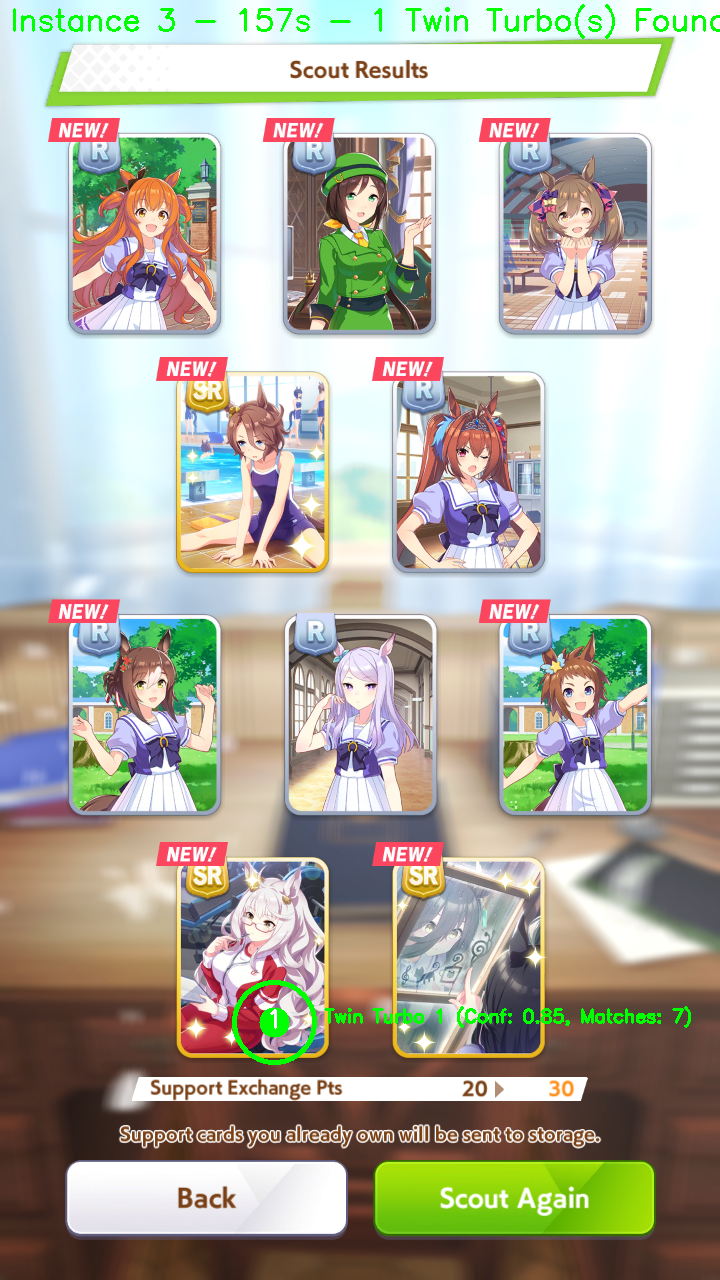 Instance 3 – 157s – 1 Twin Turbo(s) Found
Scout Results
NEW! NEW! NEW!
R R R
NEW! NEW!
SR R
NEW! NEW!
R R R
NEW! NEW!
SR SR
1 Twin Turbo 1 (Conf: 0.85, Matches: 7)
Support Exchange Pts 20 30
Support cards you already own will be sent to storage.
Back Scout Again